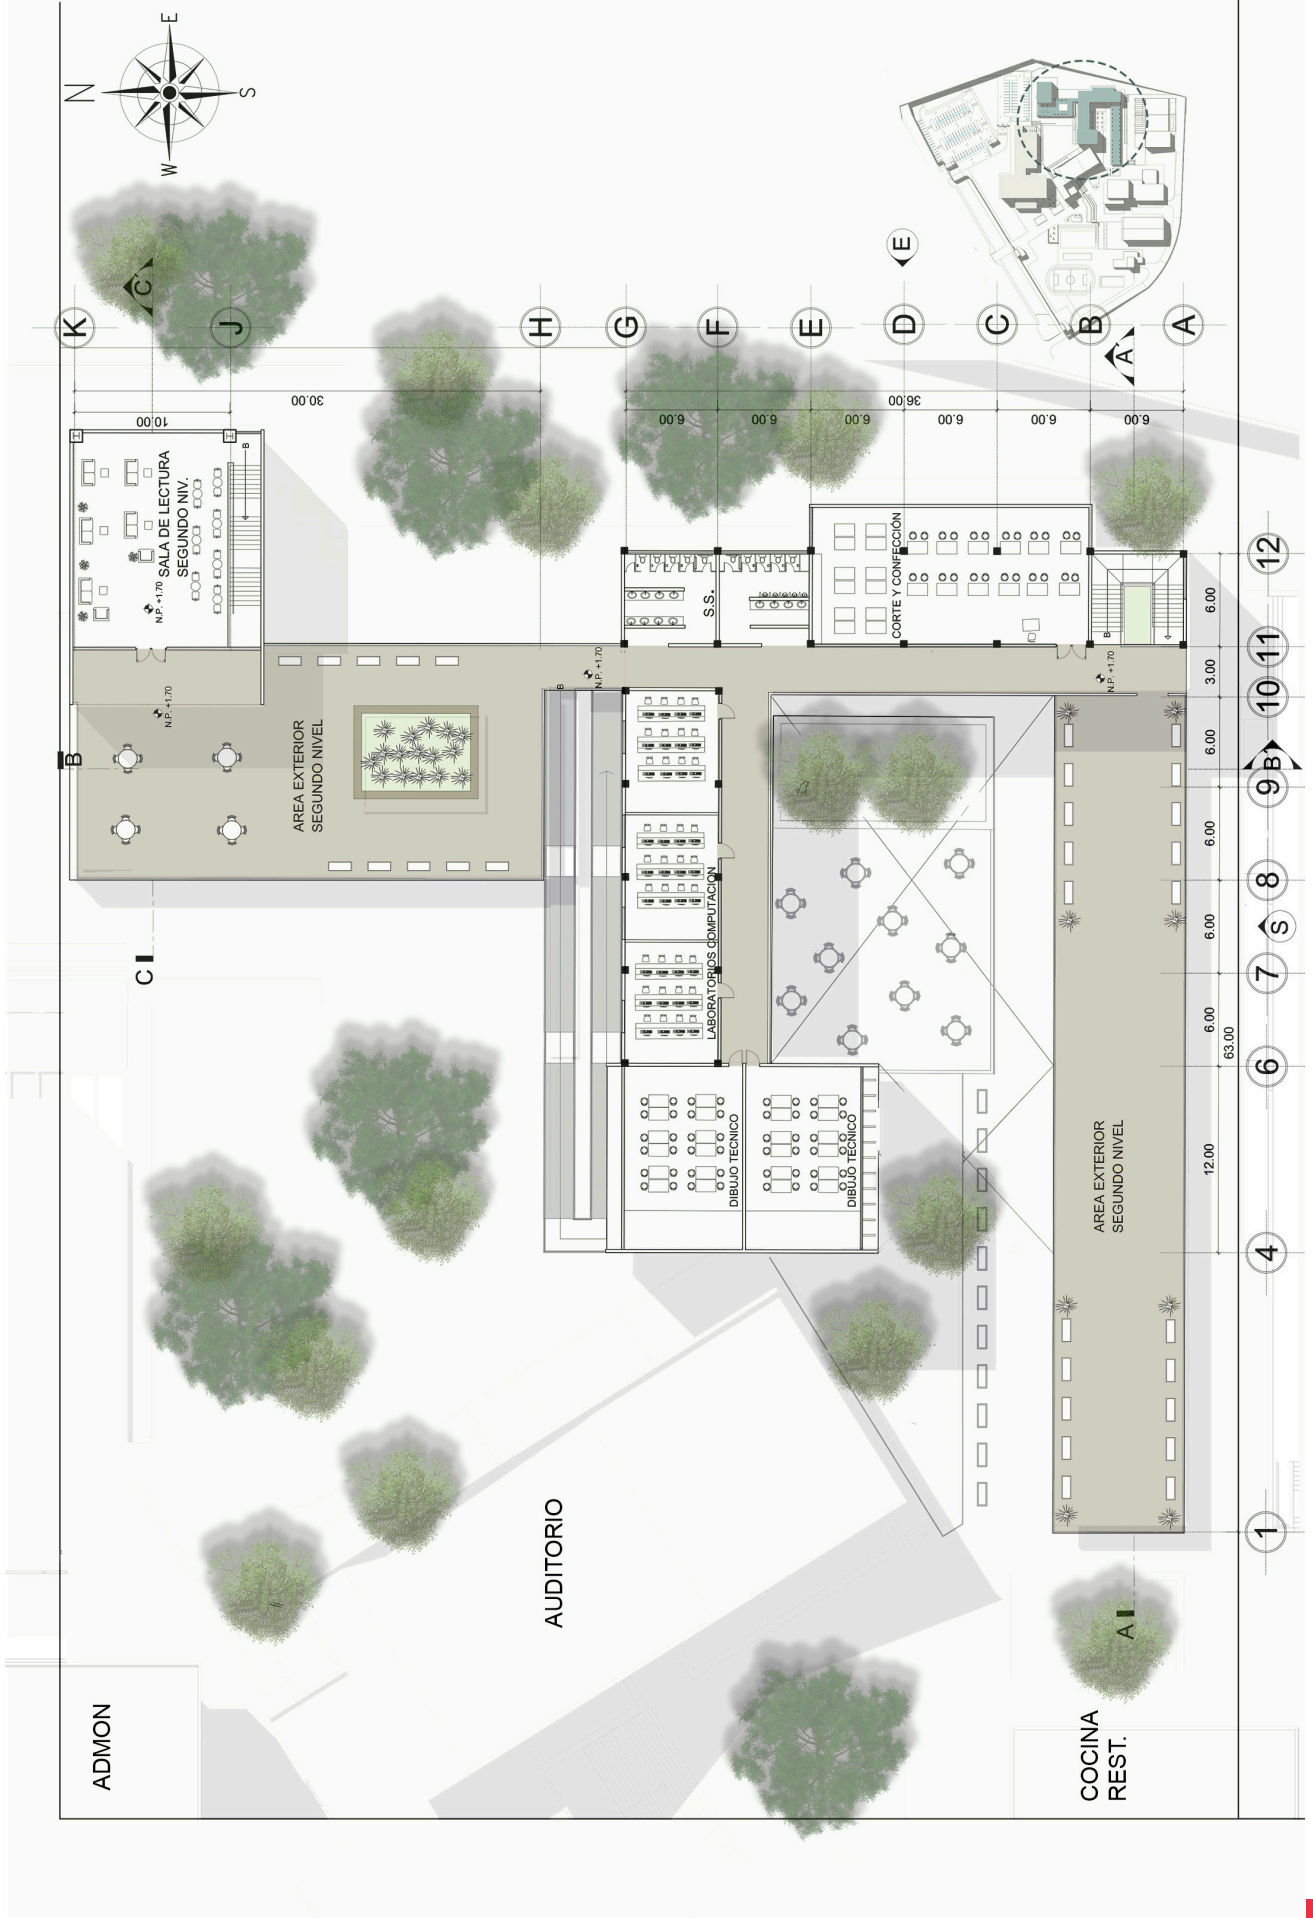 N
E
S
W
K
J
H
G
F
E
D
C
B
A
C'
E
A'
10.00
30.00
36.00
6.00
6.00
6.00
6.00
6.00
6.00
SALA DE LECTURA
SEGUNDO NIV.
N.P. +1.70
B
N.P. +1.70
B
AREA EXTERIOR
SEGUNDO NIVEL
B
N.P. +1.70
S.S.
CORTE Y CONFECCIÓN
B
N.P. +1.70
LABORATORIOS COMPUTACION
DIBUJO TECNICO
DIBUJO TECNICO
C
AREA EXTERIOR
SEGUNDO NIVEL
12
11
10
9
B'
8
S
7
6
4
1
6.00
3.00
6.00
6.00
6.00
6.00
63.00
12.00
A
AUDITORIO
ADMON
COCINA
REST.